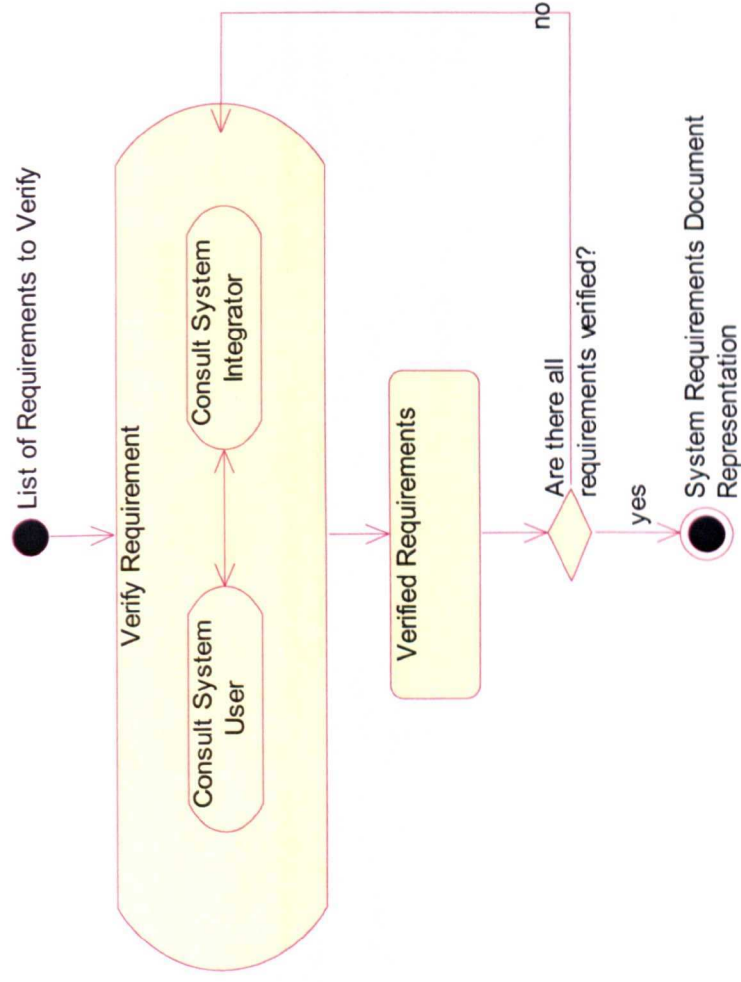 List of Requirements to Verify
Verify Requirement
Consult System
User
Consult System
Integrator
Verified Requirements
Are there all
requirements verified?
no
yes
System Requirements Document
Representation